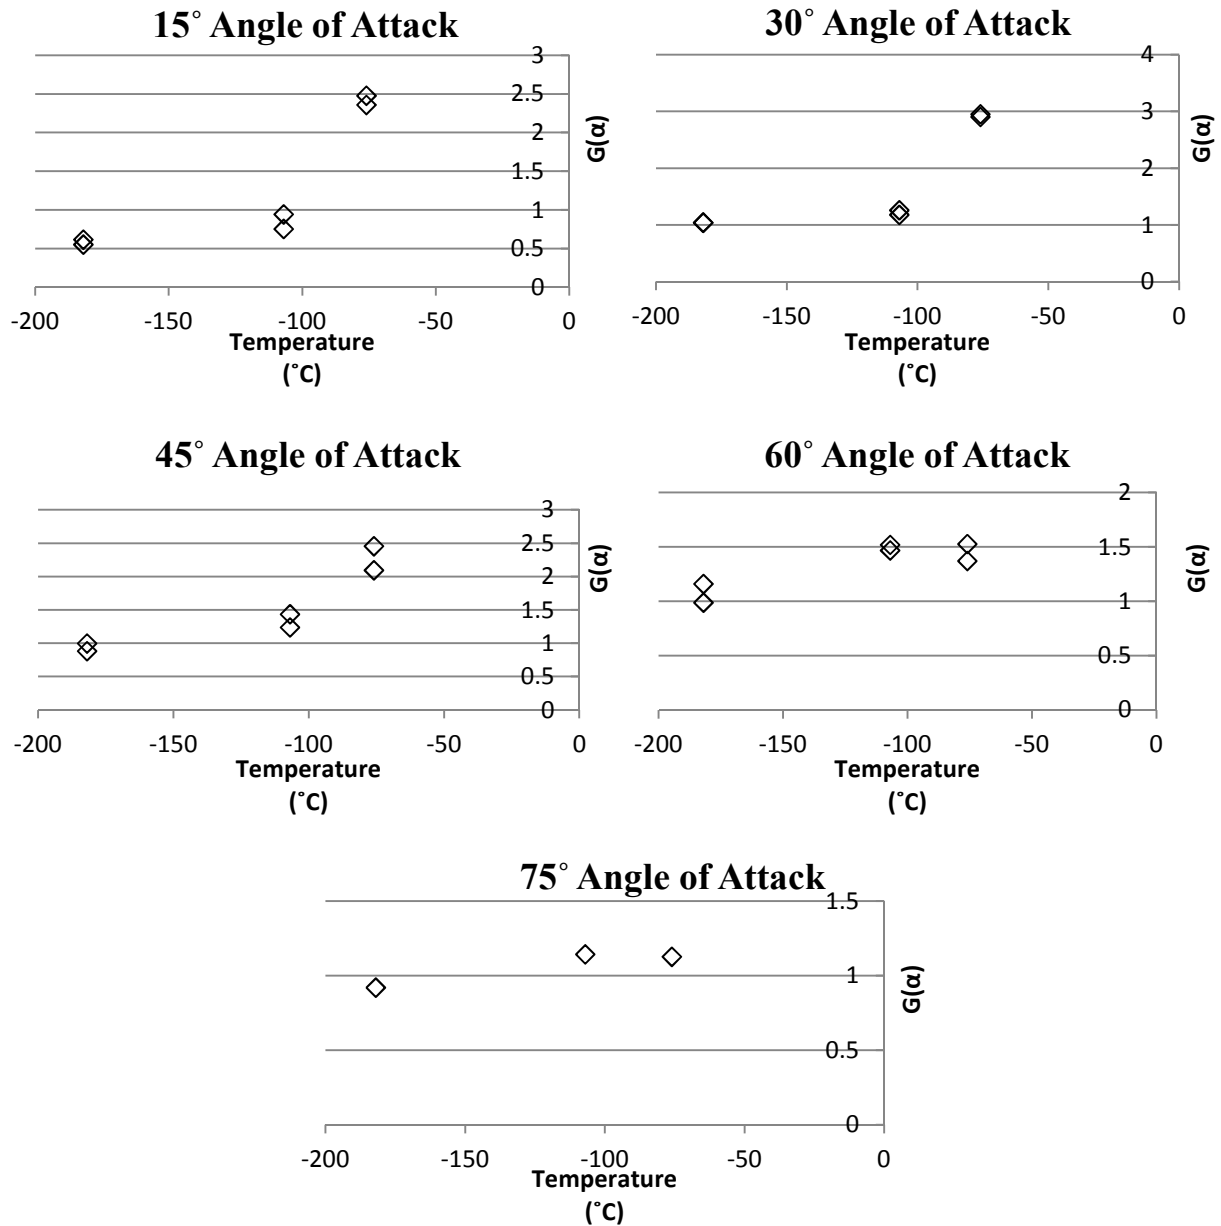 15˚ Angle of Attack
3
2.5
2
1.5
1
0.5
0
G(α)
-200 -150 -100 -50 0
Temperature
(˚C)
30˚ Angle of Attack
4
3
2
1
0
G(α)
-200 -150 -100 -50 0
Temperature
(˚C)
45˚ Angle of Attack
3
2.5
2
1.5
1
0.5
0
G(α)
-200 -150 -100 -50 0
Temperature
(˚C)
60˚ Angle of Attack
2
1.5
1
0.5
0
G(α)
-200 -150 -100 -50 0
Temperature
(˚C)
75˚ Angle of Attack
1.5
1
0.5
0
G(α)
-200 -150 -100 -50 0
Temperature
(˚C)